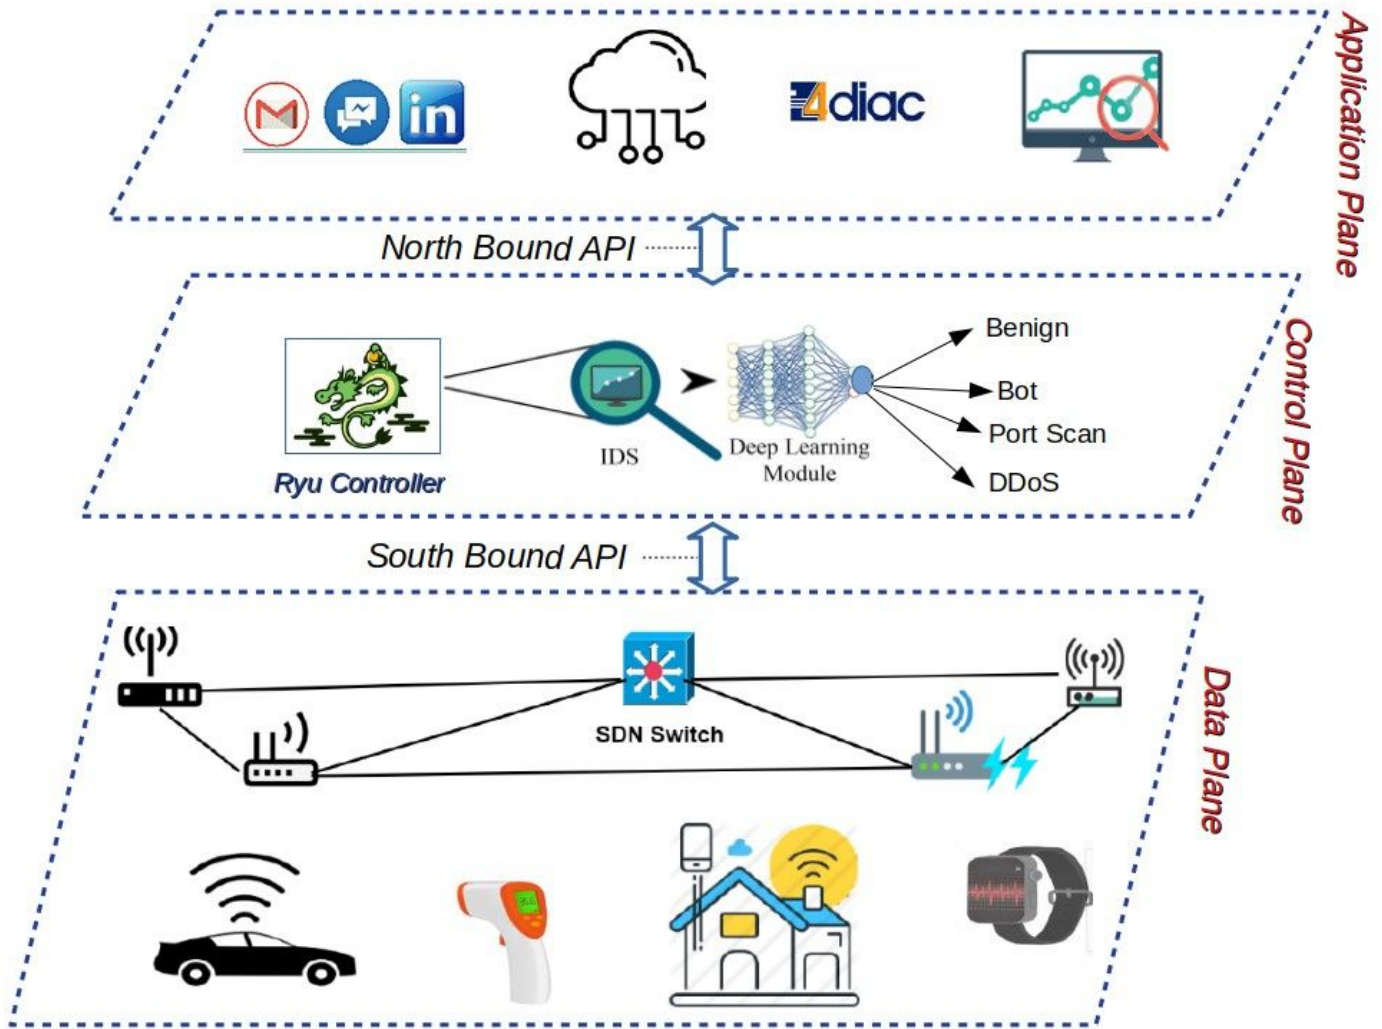 Application Plane
in
4diac
North Bound API
Control Plane
Benign
Bot
Port Scan
DDoS
IDS
Deep Learning
Module
Ryu Controller
South Bound API
Data Plane
SDN Switch